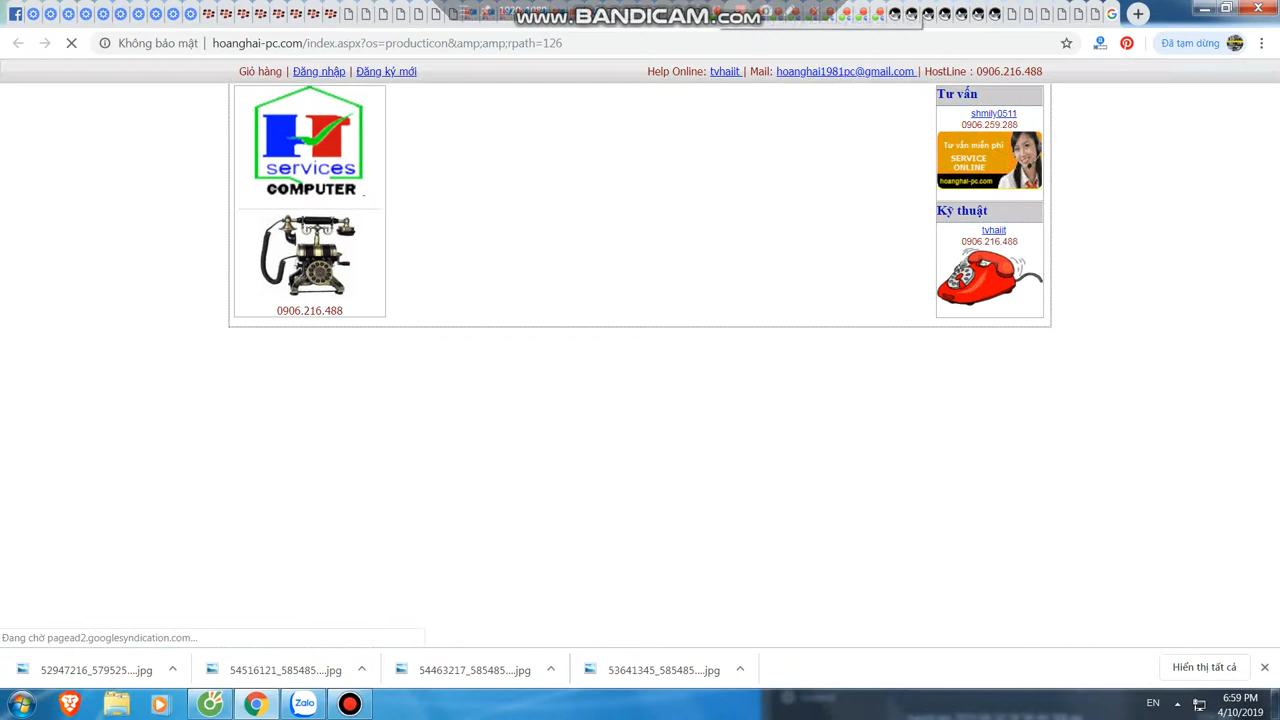 1920x1080
WWW.BANDICAM.COM
Không bảo mật | hoanghai-pc.com/index.aspx?os=producticon&amp;amp;rpath=126
Đã tạm dừng
Giỏ hàng | Đăng nhập | Đăng ký mới
Help Online: tvhaiit | Mail: hoanghai1981pc@gmail.com | HostLine : 0906.216.488
services
COMPUTER
0906.216.488
Tư vấn
shmily0511
0906.259.288
Tư vấn miễn phí
SERVICE
ONLINE
hoanghai-pc.com
Kỹ thuật
tvhaiit
0906.216.488
Đang chờ pagead2.googlesyndication.com...
52947216_579525....jpg
54516121_585485....jpg
54463217_585485....jpg
53641345_585485....jpg
Hiển thị tất cả
Zalo
EN
6:59 PM
4/10/2019